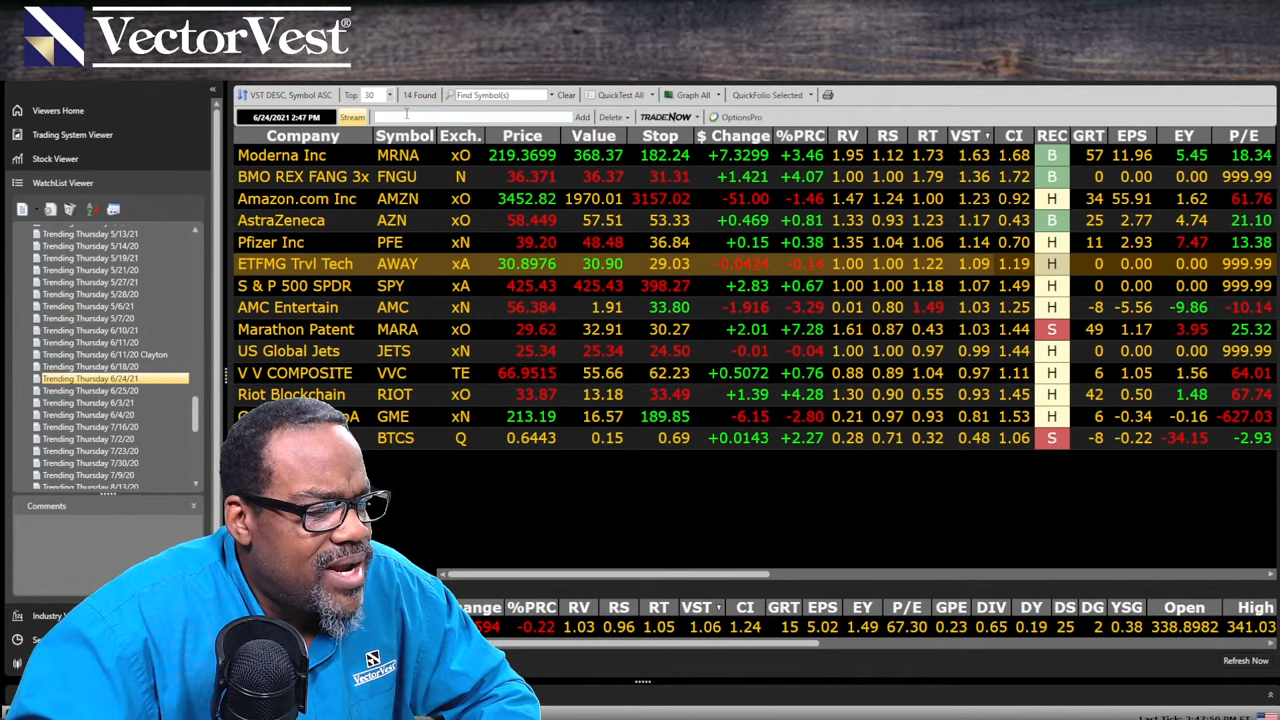 VectorVest®
Viewers Home
Trading System Viewer
Stock Viewer
WatchList Viewer
Trending Thursday 5/13/21
Trending Thursday 5/14/20
Trending Thursday 5/19/21
Trending Thursday 5/21/20
Trending Thursday 5/27/21
Trending Thursday 5/28/20
Trending Thursday 5/6/21
Trending Thursday 5/7/20
Trending Thursday 6/10/21
Trending Thursday 6/11/20
Trending Thursday 6/11/20 Clayton
Trending Thursday 6/18/20
Trending Thursday 6/24/21
Trending Thursday 6/25/20
Trending Thursday 6/3/21
Trending Thursday 6/4/20
Trending Thursday 7/16/20
Trending Thursday 7/2/20
Trending Thursday 7/23/20
Trending Thursday 7/30/20
Trending Thursday 7/9/20
Trending Thursday 8/13/20
Comments
Industry V
VST DESC, Symbol ASC Top 30 14 Found Find Symbol(s) Clear QuickTest All Graph All QuickFolio Selected
6/24/2021 2:47 PM Stream Add Delete TRADENOW OptionsPro
Company Symbol Exch. Price Value Stop $ Change %PRC RV RS RT VST CI REC GRT EPS EY P/E
Moderna Inc MRNA xO 219.3699 368.37 182.24 +7.3299 +3.46 1.95 1.12 1.73 1.63 1.68 B 57 11.96 5.45 18.34
BMO REX FANG 3x FNGU N 36.371 36.37 31.31 +1.421 +4.07 1.00 1.00 1.79 1.36 1.72 B 0 0.00 0.00 999.99
Amazon.com Inc AMZN xO 3452.82 1970.01 3157.02 -51.00 -1.46 1.47 1.24 1.00 1.25 0.92 H 34 55.91 1.62 61.76
AstraZeneca AZN xO 58.449 57.51 53.33 +0.469 +0.81 1.33 0.93 1.23 1.17 0.43 B 25 2.77 4.74 21.10
Pfizer Inc PFE xN 39.20 48.48 36.84 +0.15 +0.38 1.35 1.04 1.06 1.14 0.70 H 11 2.93 7.47 13.38
ETFMG Trvl Tech AWAY xA 30.8976 30.90 29.03 -0.0424 -0.14 1.00 1.00 1.22 1.09 1.19 H 0 0.00 0.00 999.99
S & P 500 SPDR SPY xA 425.43 425.43 398.27 +2.83 +0.67 1.00 1.00 1.18 1.07 1.49 H 0 0.00 0.00 999.99
AMC Entertain AMC xN 56.384 1.91 33.80 -1.916 -3.29 0.01 0.80 1.49 1.03 1.25 H -8 -5.56 -9.86 -10.14
Marathon Patent MARA xO 29.62 32.91 30.27 +2.01 +7.28 1.61 0.87 0.43 1.03 1.44 S 49 1.17 3.95 25.32
US Global Jets JETS xN 25.34 25.34 24.50 -0.01 -0.04 1.00 1.00 0.97 0.99 1.44 H 0 0.00 0.00 999.99
V V COMPOSITE VVC TE 66.9515 55.66 62.23 +0.5072 +0.76 0.88 0.89 1.04 0.97 1.11 H 6 1.05 1.56 64.01
Riot Blockchain RIOT xO 33.87 13.18 33.49 +1.39 +4.28 1.30 0.90 0.55 0.93 1.45 H 42 0.50 1.48 67.74
GME xN 213.19 16.57 189.85 -6.15 -2.80 0.21 0.97 0.93 0.81 1.53 H 6 -0.34 -0.16 -627.03
BTCS Q 0.6443 0.15 0.69 +0.0143 +2.27 0.28 0.71 0.32 0.48 1.06 S -8 -0.22 -34.15 -2.93
hange %PRC RV RS RT VST CI GRT EPS EY P/E GPE DIV DY DS DG YSG Open High
594 -0.22 1.03 0.96 1.05 1.06 1.24 15 5.02 1.49 67.30 0.23 0.65 0.19 25 2 0.38 338.8982 341.03
Refresh Now
VectorVest
Last Tick: 2:47:50 PM ET